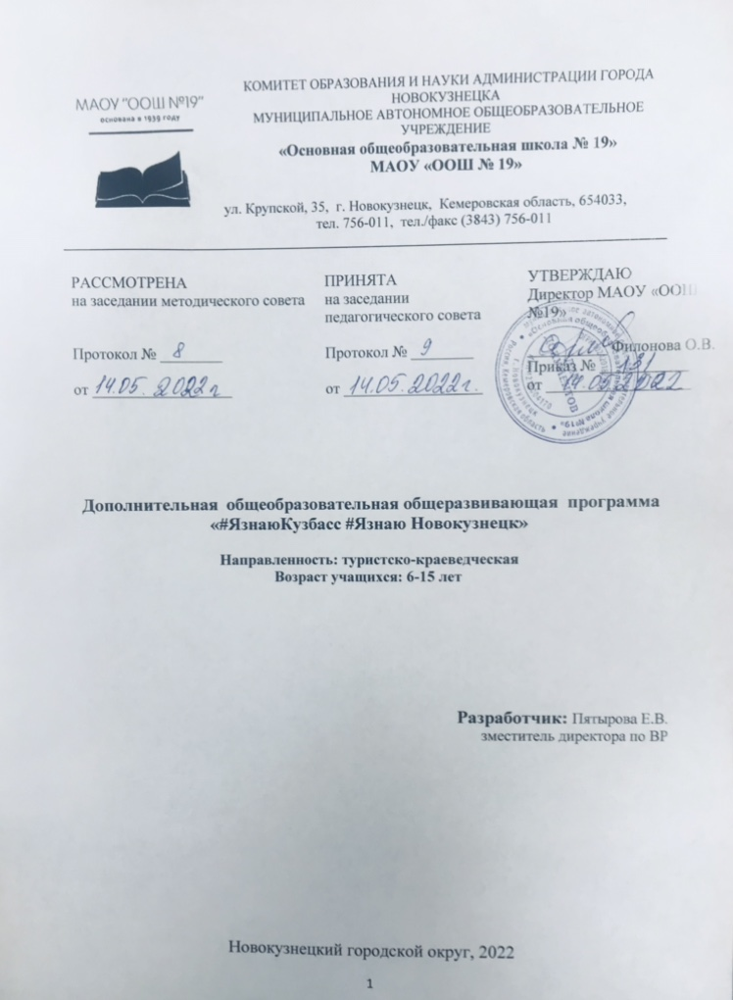 МАОУ "ООШ №19"
основана в 1939 году
КОМИТЕТ ОБРАЗОВАНИЯ И НАУКИ АДМИНИСТРАЦИИ ГОРОДА
НОВОКУЗНЕЦКА
МУНИЦИПАЛЬНОЕ АВТОНОМНОЕ ОБЩЕОБРАЗОВАТЕЛЬНОЕ
УЧРЕЖДЕНИЕ
«Основная общеобразовательная школа № 19»
МАОУ «ООШ № 19»
ул. Крупской, 35, г. Новокузнецк, Кемеровская область, 654033,
тел. 756-011, тел./факс (3843) 756-011
РАССМОТРЕНА
на заседании методического совета
Протокол № 8
от 14.05.2022г
ПРИНЯТА
на заседании
педагогического совета
Протокол № 9
от 14.05.2022г.
УТВЕРЖДАЮ
Директор МАОУ «ООШ
№19»
Филонова О.В.
Приказ № 131
от 14.05.2022
Дополнительная общеобразовательная общеразвивающая программа
«#ЯзнаюКузбасс #Язнаю Новокузнецк»
Направленность: туристско-краеведческая
Возраст учащихся: 6-15 лет
Разработчик: Пятырова Е.В.
зместитель директора по ВР
Новокузнецкий городской округ, 2022
1